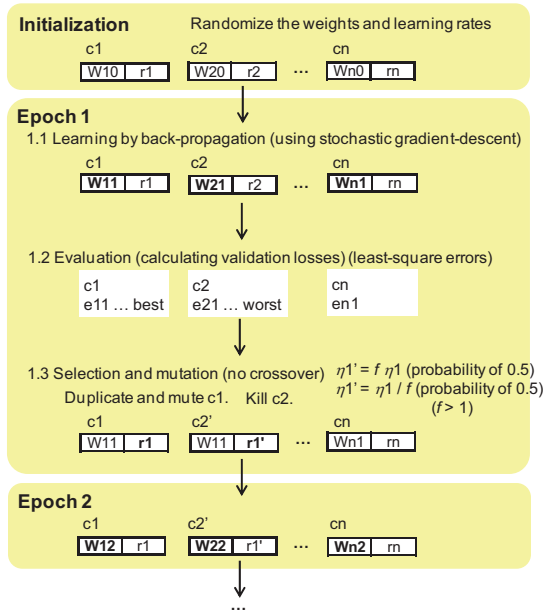 Initialization Randomize the weights and learning rates
c1 c2 cn
W10 r1 W20 r2 ... Wn0 rn
Epoch 1
1.1 Learning by back-propagation (using stochastic gradient-descent)
c1 c2 cn
W11 r1 W21 r2 ... Wn1 rn
1.2 Evaluation (calculating validation losses) (least-square errors)
c1 c2 cn
e11 ... best e21 ... worst en1
1.3 Selection and mutation (no crossover) η1' = f η1 (probability of 0.5)
η1' = η1 / f (probability of 0.5)
Duplicate and mute c1. Kill c2. (f > 1)
c1 c2' cn
W11 r1 W11 r1' ... Wn1 rn
Epoch 2
c1 c2' cn
W12 r1 W22 r1' ... Wn2 rn
...